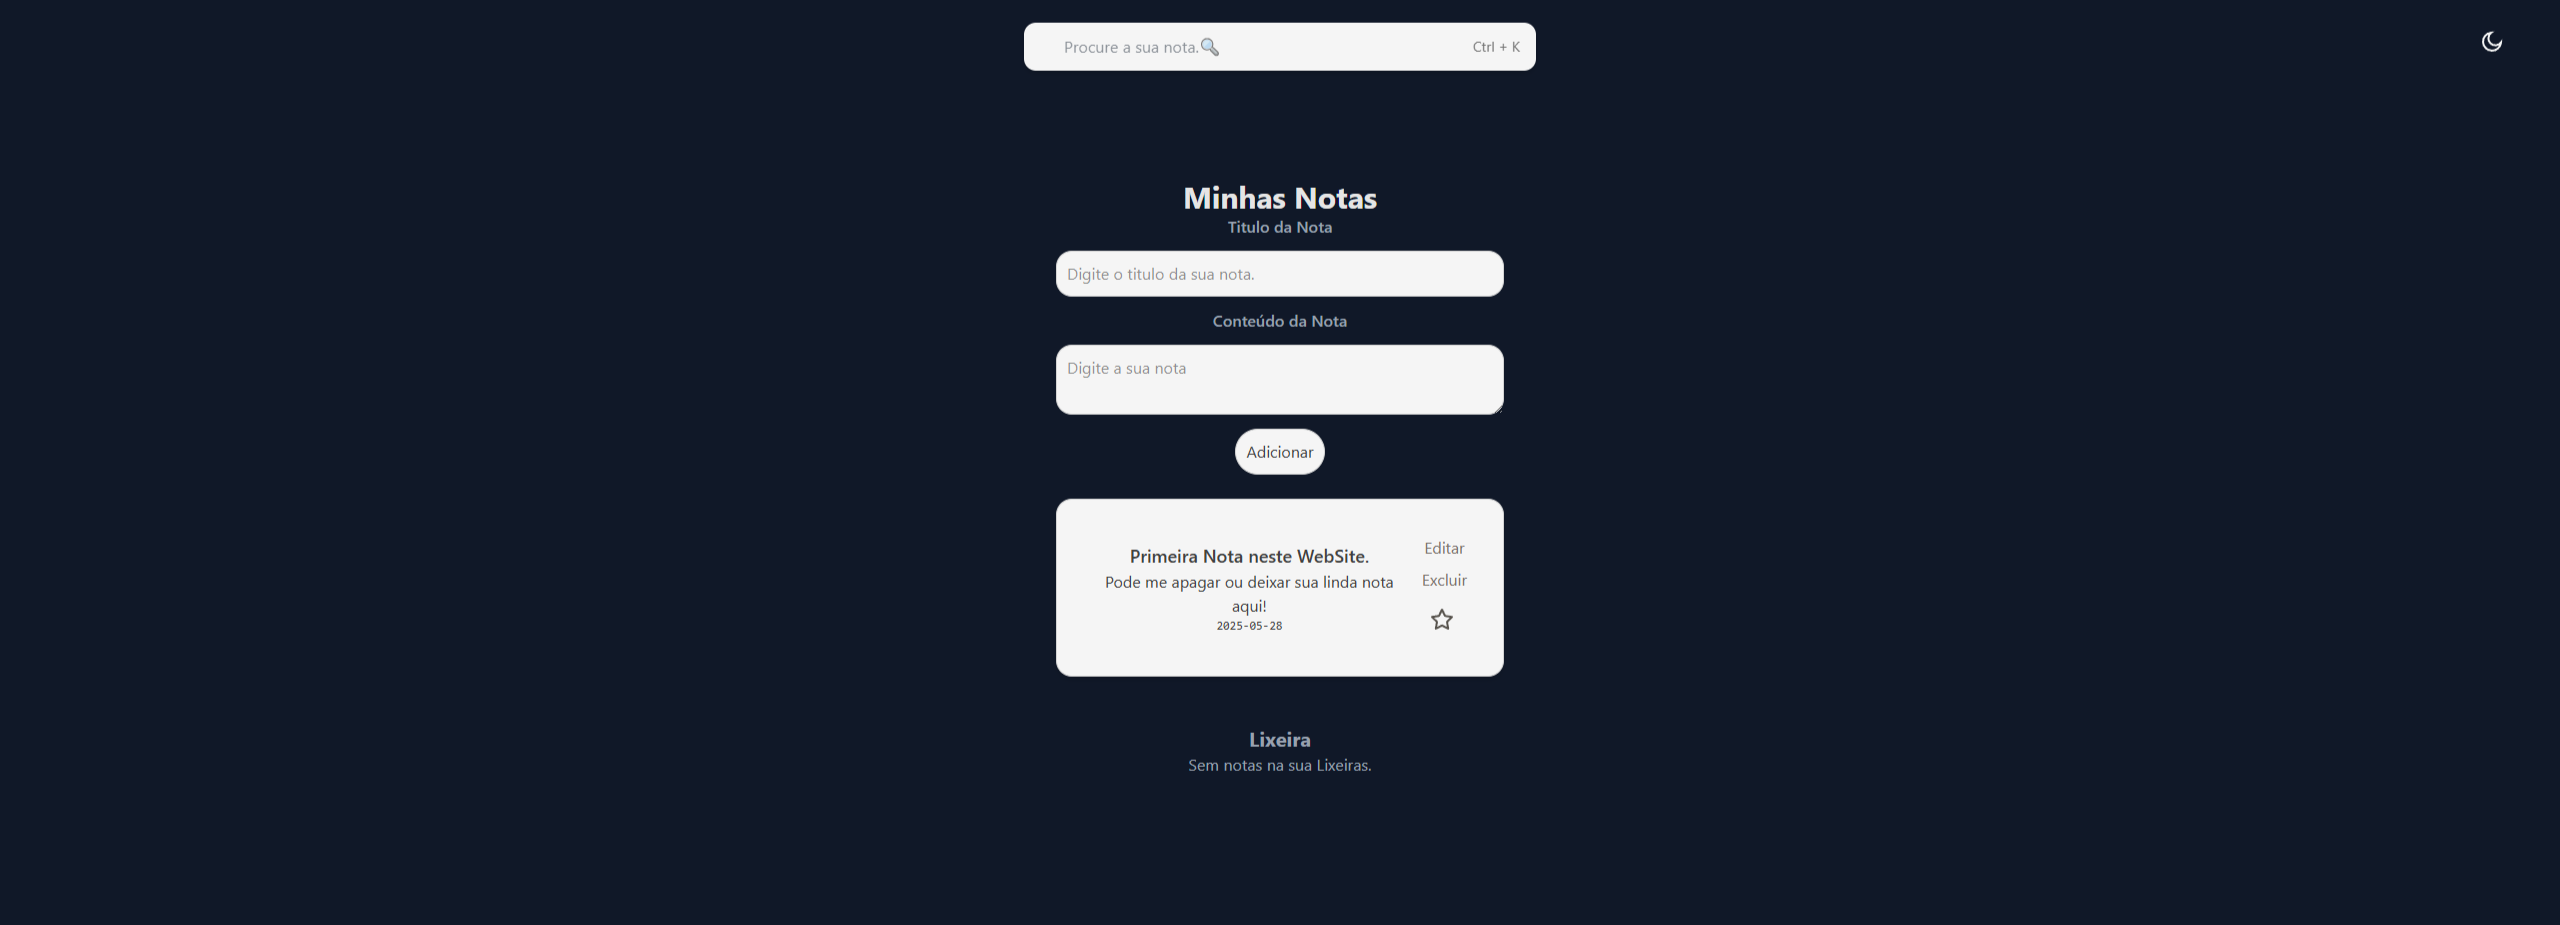 Procure a sua nota.🔍 Ctrl + K
Minhas Notas
Titulo da Nota
Digite o titulo da sua nota.
Conteúdo da Nota
Digite a sua nota
Adicionar
Primeira Nota neste WebSite.
Pode me apagar ou deixar sua linda nota
aqui!
2025-05-28
Editar
Excluir
Lixeira
Sem notas na sua Lixeiras.